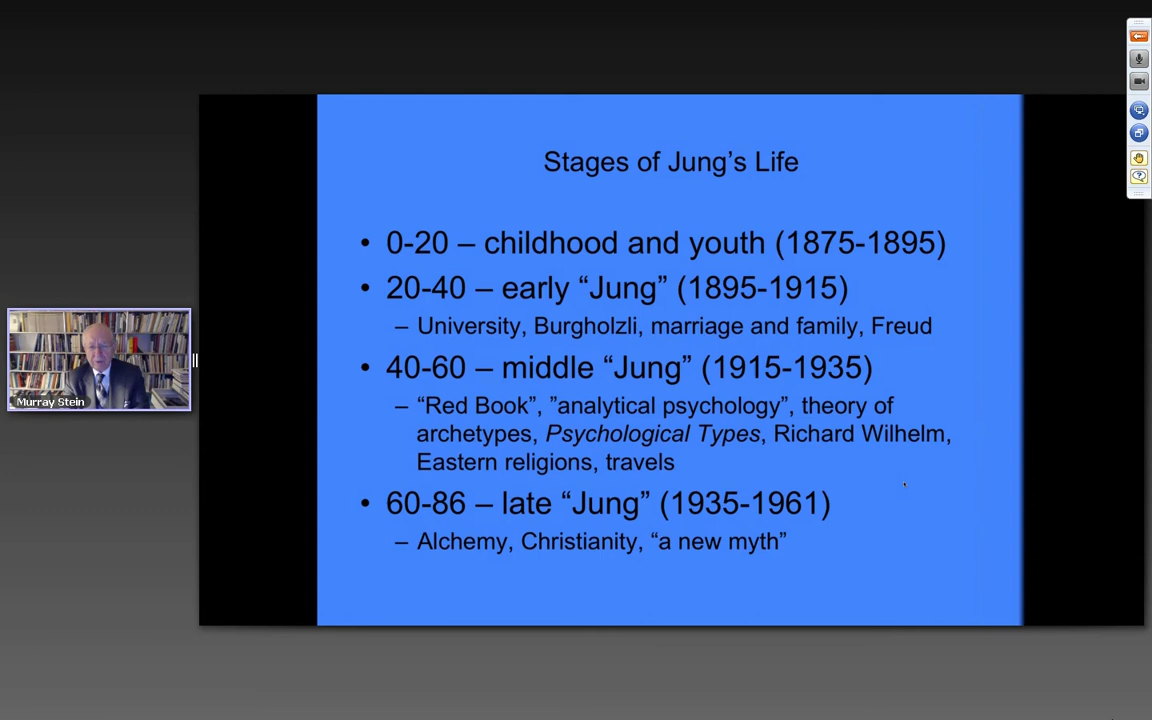 Stages of Jung’s Life
• 0-20 – childhood and youth (1875-1895)
• 20-40 – early “Jung” (1895-1915)
– University, Burgholzli, marriage and family, Freud
• 40-60 – middle “Jung” (1915-1935)
– “Red Book”, ”analytical psychology”, theory of
archetypes, Psychological Types, Richard Wilhelm,
Eastern religions, travels
• 60-86 – late “Jung” (1935-1961)
– Alchemy, Christianity, “a new myth”
Murray Stein